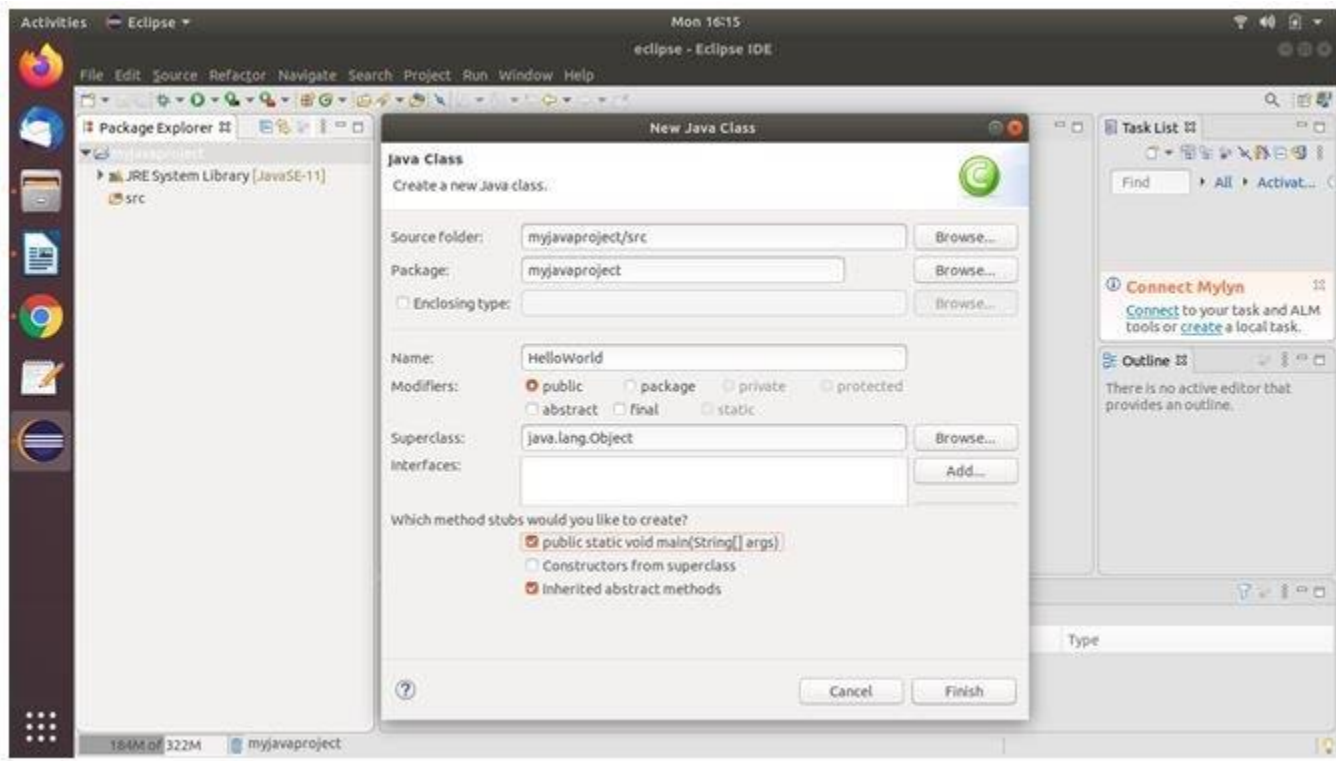 Activities Eclipse Mon 16:15
eclipse - Eclipse IDE
File Edit Source Refactor Navigate Search Project Run Window Help
Package Explorer
myjavaproject
JRE System Library [JavaSE-11]
src
New Java Class
Java Class
Create a new Java class.
Source folder: myjavaproject/src Browse...
Package: myjavaproject Browse...
Enclosing type: Browse...
Name: HelloWorld
Modifiers: public package private protected
abstract final static
Superclass: java.lang.Object Browse...
Interfaces: Add...
Which method stubs would you like to create?
public static void main(String[] args)
Constructors from superclass
Inherited abstract methods
Cancel Finish
Task List
Find All Activat...
Connect Mylyn
Connect to your task and ALM
tools or create a local task.
Outline
There is no active editor that
provides an outline.
Type
184M of 322M myjavaproject